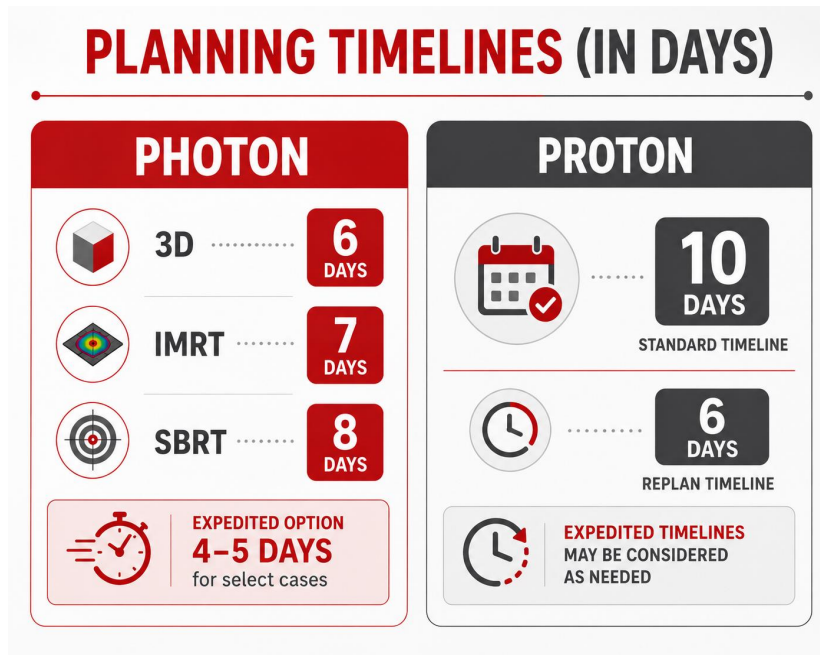 PLANNING TIMELINES (IN DAYS)
PHOTON
3D
6
DAYS
IMRT
7
DAYS
SBRT
8
DAYS
EXPEDITED OPTION
4–5 DAYS
for select cases
PROTON
10
DAYS
STANDARD TIMELINE
6
DAYS
REPLAN TIMELINE
EXPEDITED TIMELINES
MAY BE CONSIDERED
AS NEEDED